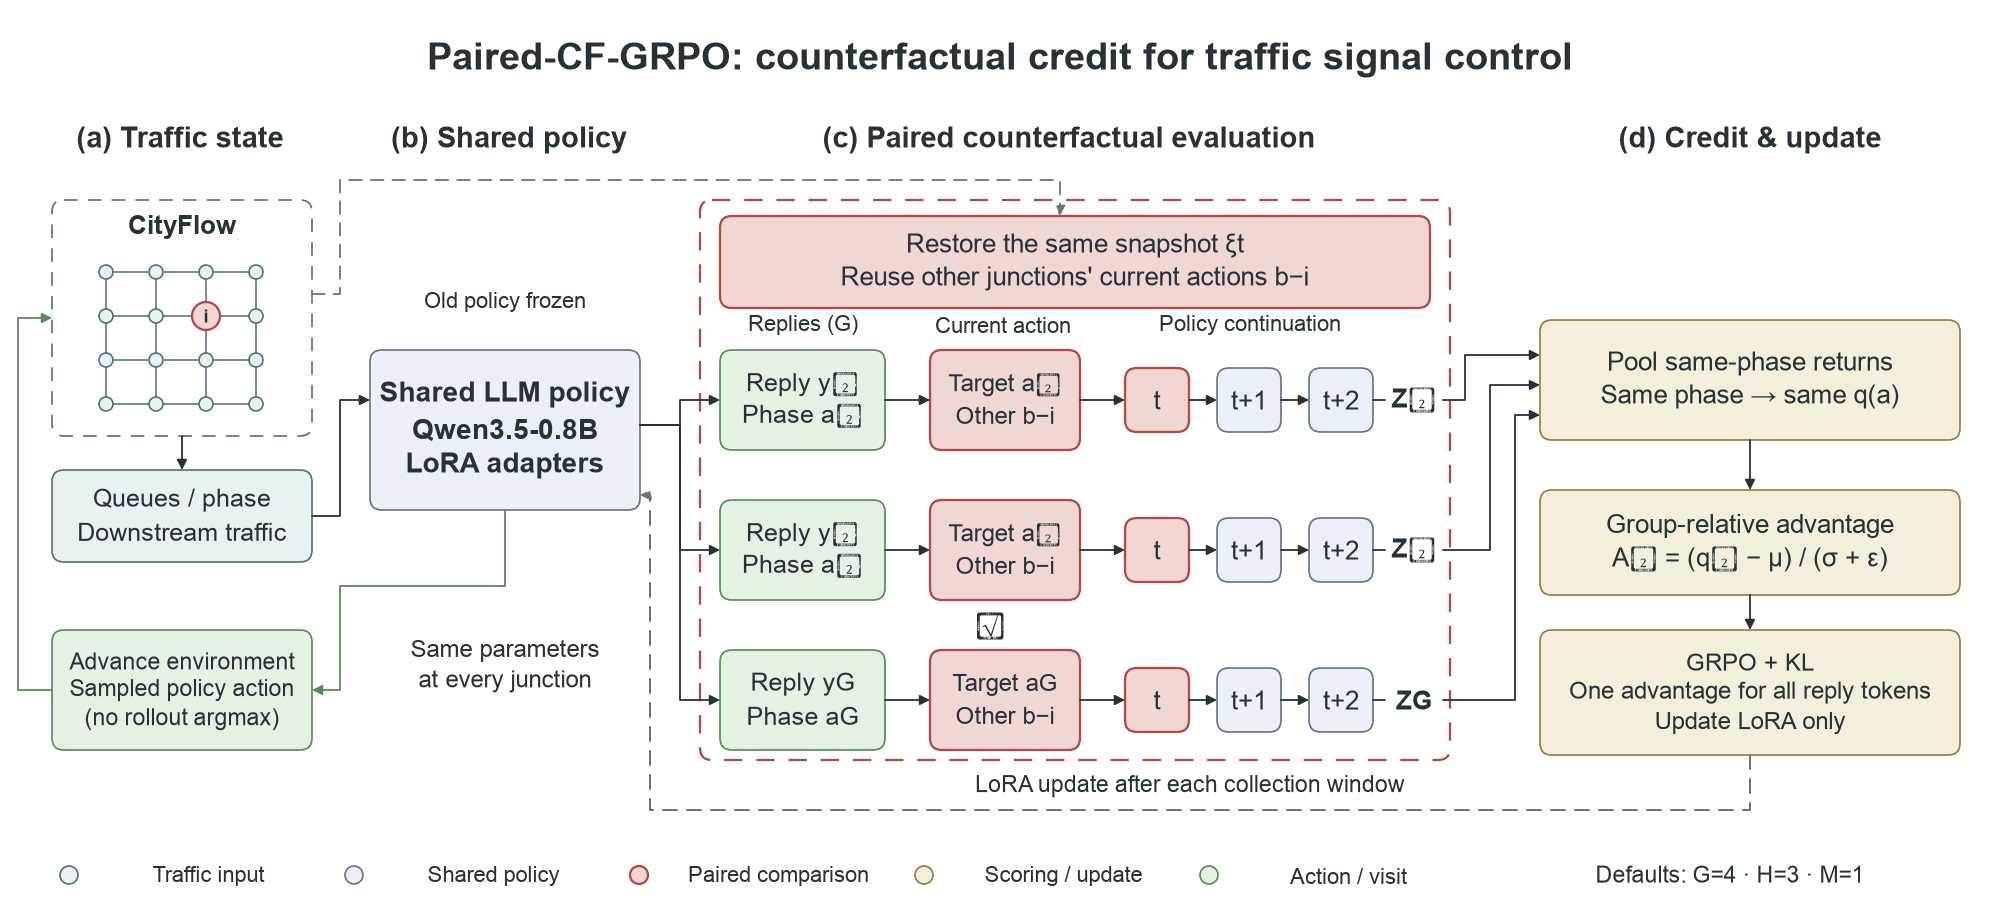 Paired-CF-GRPO: counterfactual credit for traffic signal control
(a) Traffic state
(b) Shared policy
(c) Paired counterfactual evaluation
(d) Credit & update
CityFlow
i
Queues / phase
Downstream traffic
Advance environment
Sampled policy action
(no rollout argmax)
Old policy frozen
Shared LLM policy
Qwen3.5-0.8B
LoRA adapters
Same parameters
at every junction
Restore the same snapshot ξt
Reuse other junctions' current actions b−i
Replies (G)
Current action
Policy continuation
Reply y
Phase a
Target a
Other b−i
t
t+1
t+2
Z
Reply y
Phase a
Target a
Other b−i
t
t+1
t+2
Z
√
Reply yG
Phase aG
Target aG
Other b−i
t
t+1
t+2
ZG
LoRA update after each collection window
Pool same-phase returns
Same phase → same q(a)
Group-relative advantage
A = (q − μ) / (σ + ε)
GRPO + KL
One advantage for all reply tokens
Update LoRA only
Traffic input
Shared policy
Paired comparison
Scoring / update
Action / visit
Defaults: G=4 · H=3 · M=1